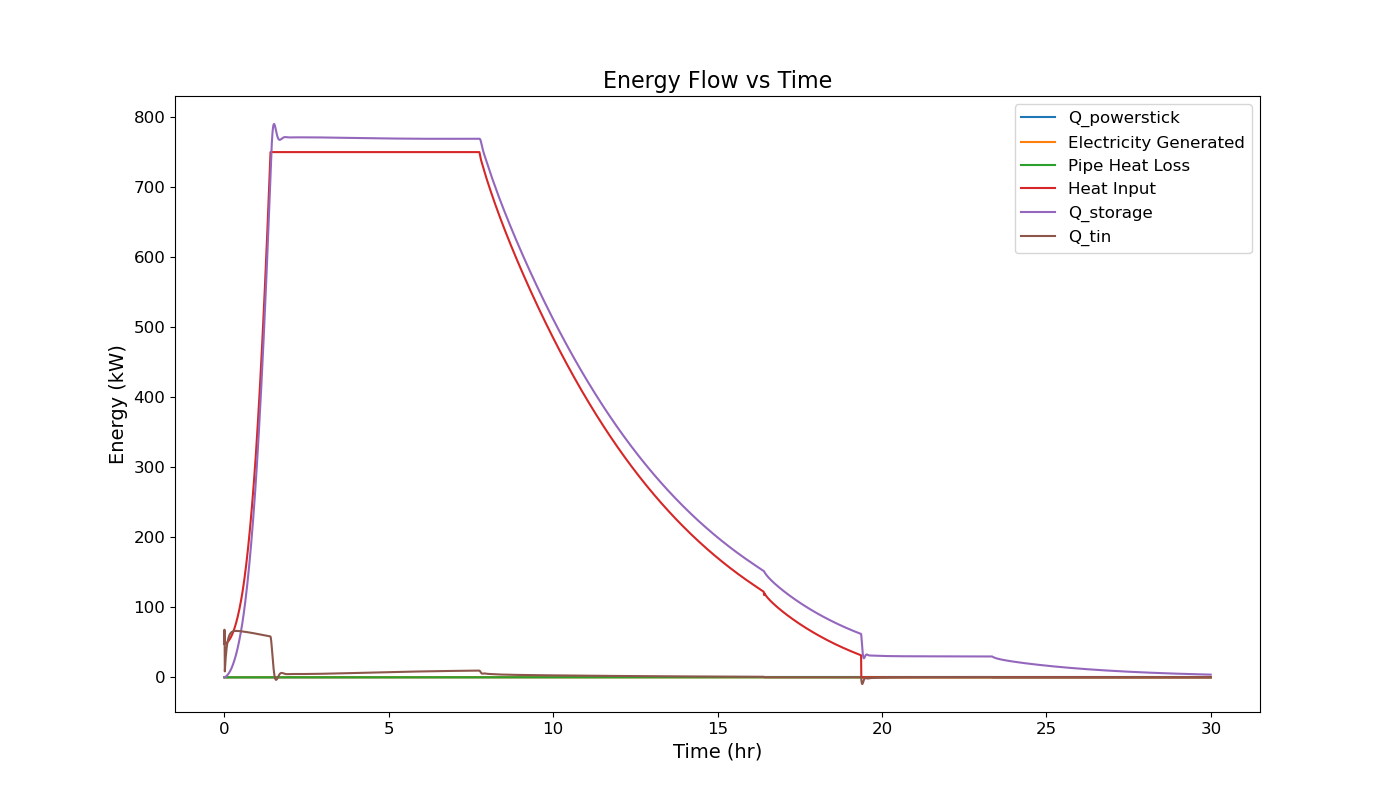 Energy Flow vs Time
800
700
600
500
400
300
200
100
0
Energy (kW)
0 5 10 15 20 25 30
Time (hr)
Q_powerstick
Electricity Generated
Pipe Heat Loss
Heat Input
Q_storage
Q_tin